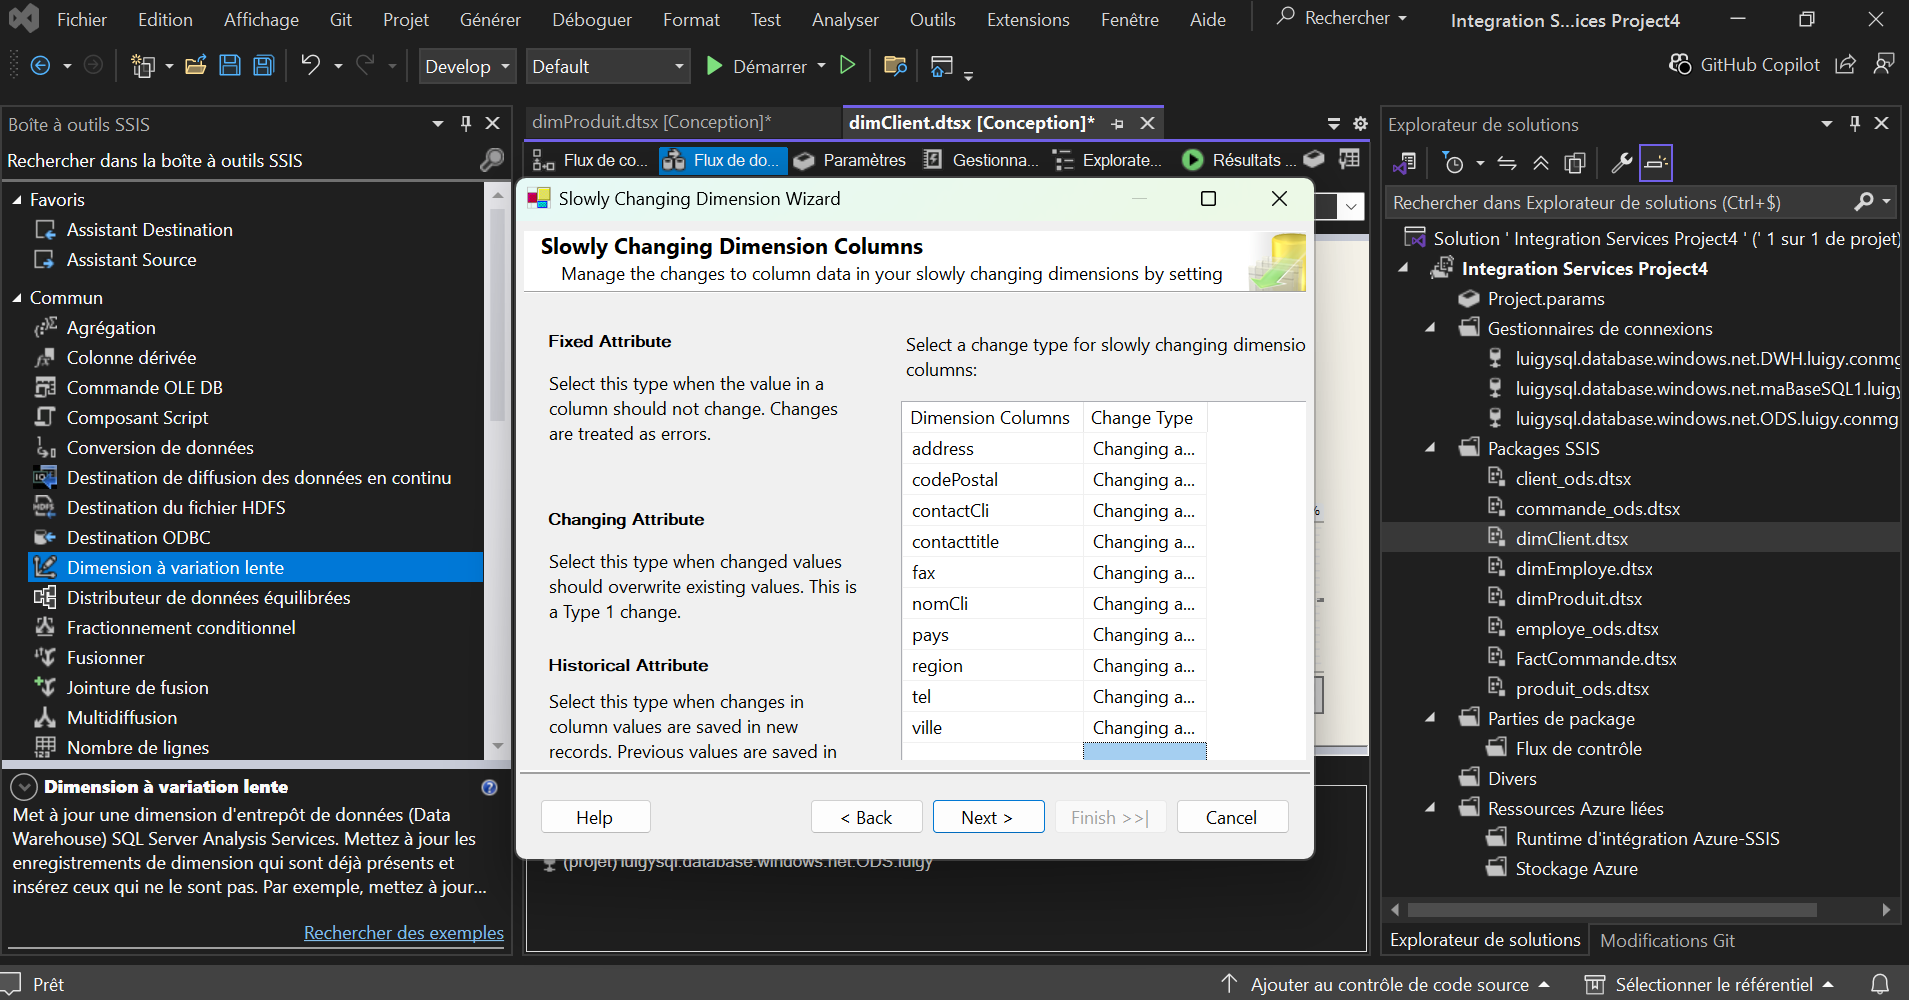 Fichier Edition Affichage Git Projet Générer Déboguer Format Test Analyser Outils Extensions Fenêtre Aide Rechercher Integration S...ices Project4
Develop Default Démarrer GitHub Copilot
Boîte à outils SSIS
Rechercher dans la boîte à outils SSIS
Favoris
Assistant Destination
Assistant Source
Commun
Agrégation
Colonne dérivée
Commande OLE DB
Composant Script
Conversion de données
Destination de diffusion des données en continu
Destination du fichier HDFS
Destination ODBC
Dimension à variation lente
Distributeur de données équilibrées
Fractionnement conditionnel
Fusionner
Jointure de fusion
Multidiffusion
Nombre de lignes
Dimension à variation lente
Met à jour une dimension d'entrepôt de données (Data
Warehouse) SQL Server Analysis Services. Mettez à jour les
enregistrements de dimension qui sont déjà présents et
insérez ceux qui ne le sont pas. Par exemple, mettez à jour...
Rechercher des exemples
dimProduit.dtsx [Conception]*
dimClient.dtsx [Conception]*
Flux de co... Flux de do... Paramètres Gestionna... Explorate... Résultats ...
Slowly Changing Dimension Wizard
Slowly Changing Dimension Columns
Manage the changes to column data in your slowly changing dimensions by setting
Fixed Attribute
Select this type when the value in a
column should not change. Changes
are treated as errors.
Changing Attribute
Select this type when changed values
should overwrite existing values. This is
a Type 1 change.
Historical Attribute
Select this type when changes in
column values are saved in new
records. Previous values are saved in
Select a change type for slowly changing dimensio
columns:
Dimension Columns Change Type
address Changing a...
codePostal Changing a...
contactCli Changing a...
contacttitle Changing a...
fax Changing a...
nomCli Changing a...
pays Changing a...
region Changing a...
tel Changing a...
ville Changing a...
%
Help < Back Next > Finish >>| Cancel
(projet) luigysql.database.windows.net.ODS.luigy
Explorateur de solutions
Rechercher dans Explorateur de solutions (Ctrl+$)
Solution ' Integration Services Project4 ' (' 1 sur 1 de projet)
Integration Services Project4
Project.params
Gestionnaires de connexions
luigysql.database.windows.net.DWH.luigy.conmg
luigysql.database.windows.net.maBaseSQL1.luigy
luigysql.database.windows.net.ODS.luigy.conmg
Packages SSIS
client_ods.dtsx
commande_ods.dtsx
dimClient.dtsx
dimEmploye.dtsx
dimProduit.dtsx
employe_ods.dtsx
FactCommande.dtsx
produit_ods.dtsx
Parties de package
Flux de contrôle
Divers
Ressources Azure liées
Runtime d'intégration Azure-SSIS
Stockage Azure
Explorateur de solutions Modifications Git
Prêt Ajouter au contrôle de code source Sélectionner le référentiel